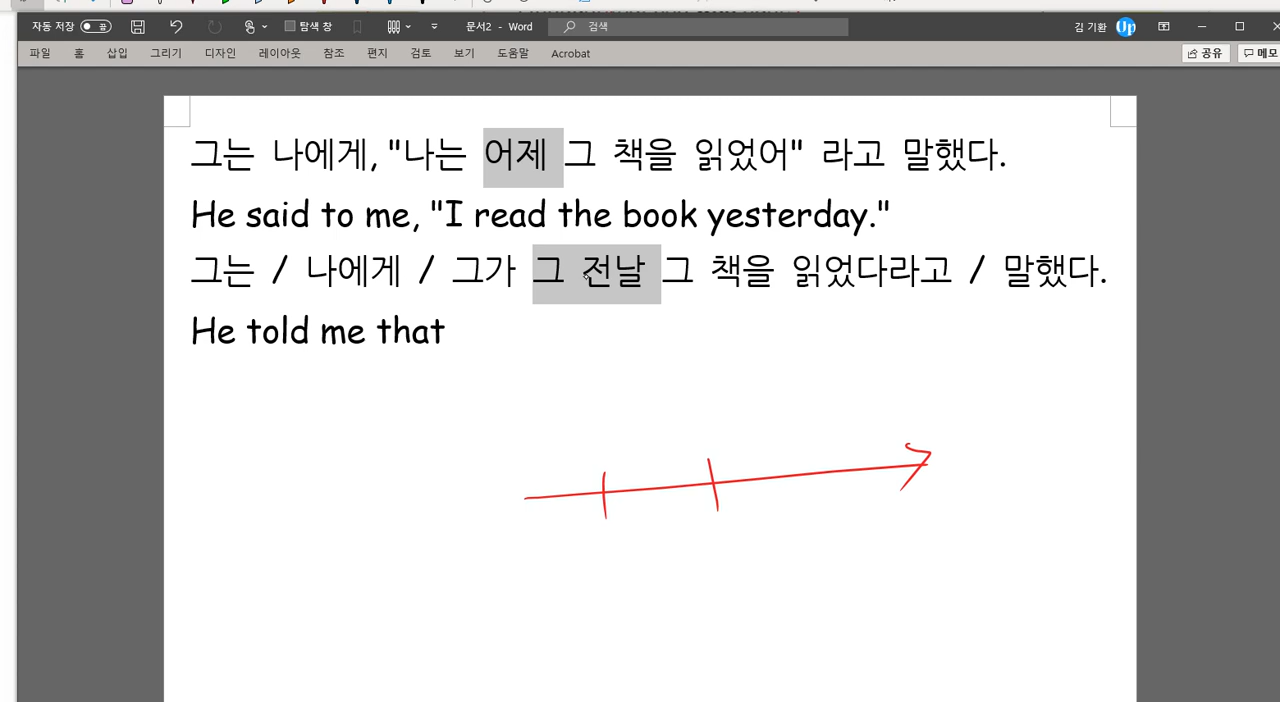 자동 저장 끔 탐색 창 문서2 - Word 검색 김 기환 Up
파일 홈 삽입 그리기 디자인 레이아웃 참조 편지 검토 보기 도움말 Acrobat 공유 메모
그는 나에게, "나는 어제 그 책을 읽었어" 라고 말했다.
He said to me, "I read the book yesterday."
그는 / 나에게 / 그가 그 전날 그 책을 읽었다라고 / 말했다.
He told me that